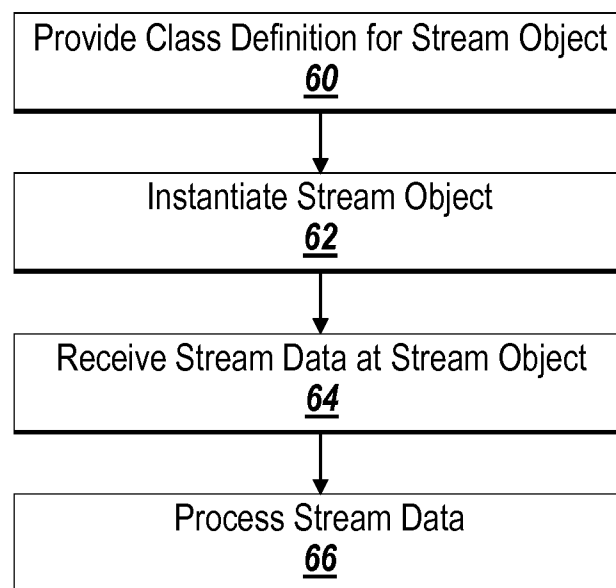 Provide Class Definition for Stream Object
60
Instantiate Stream Object
62
Receive Stream Data at Stream Object
64
Process Stream Data
66